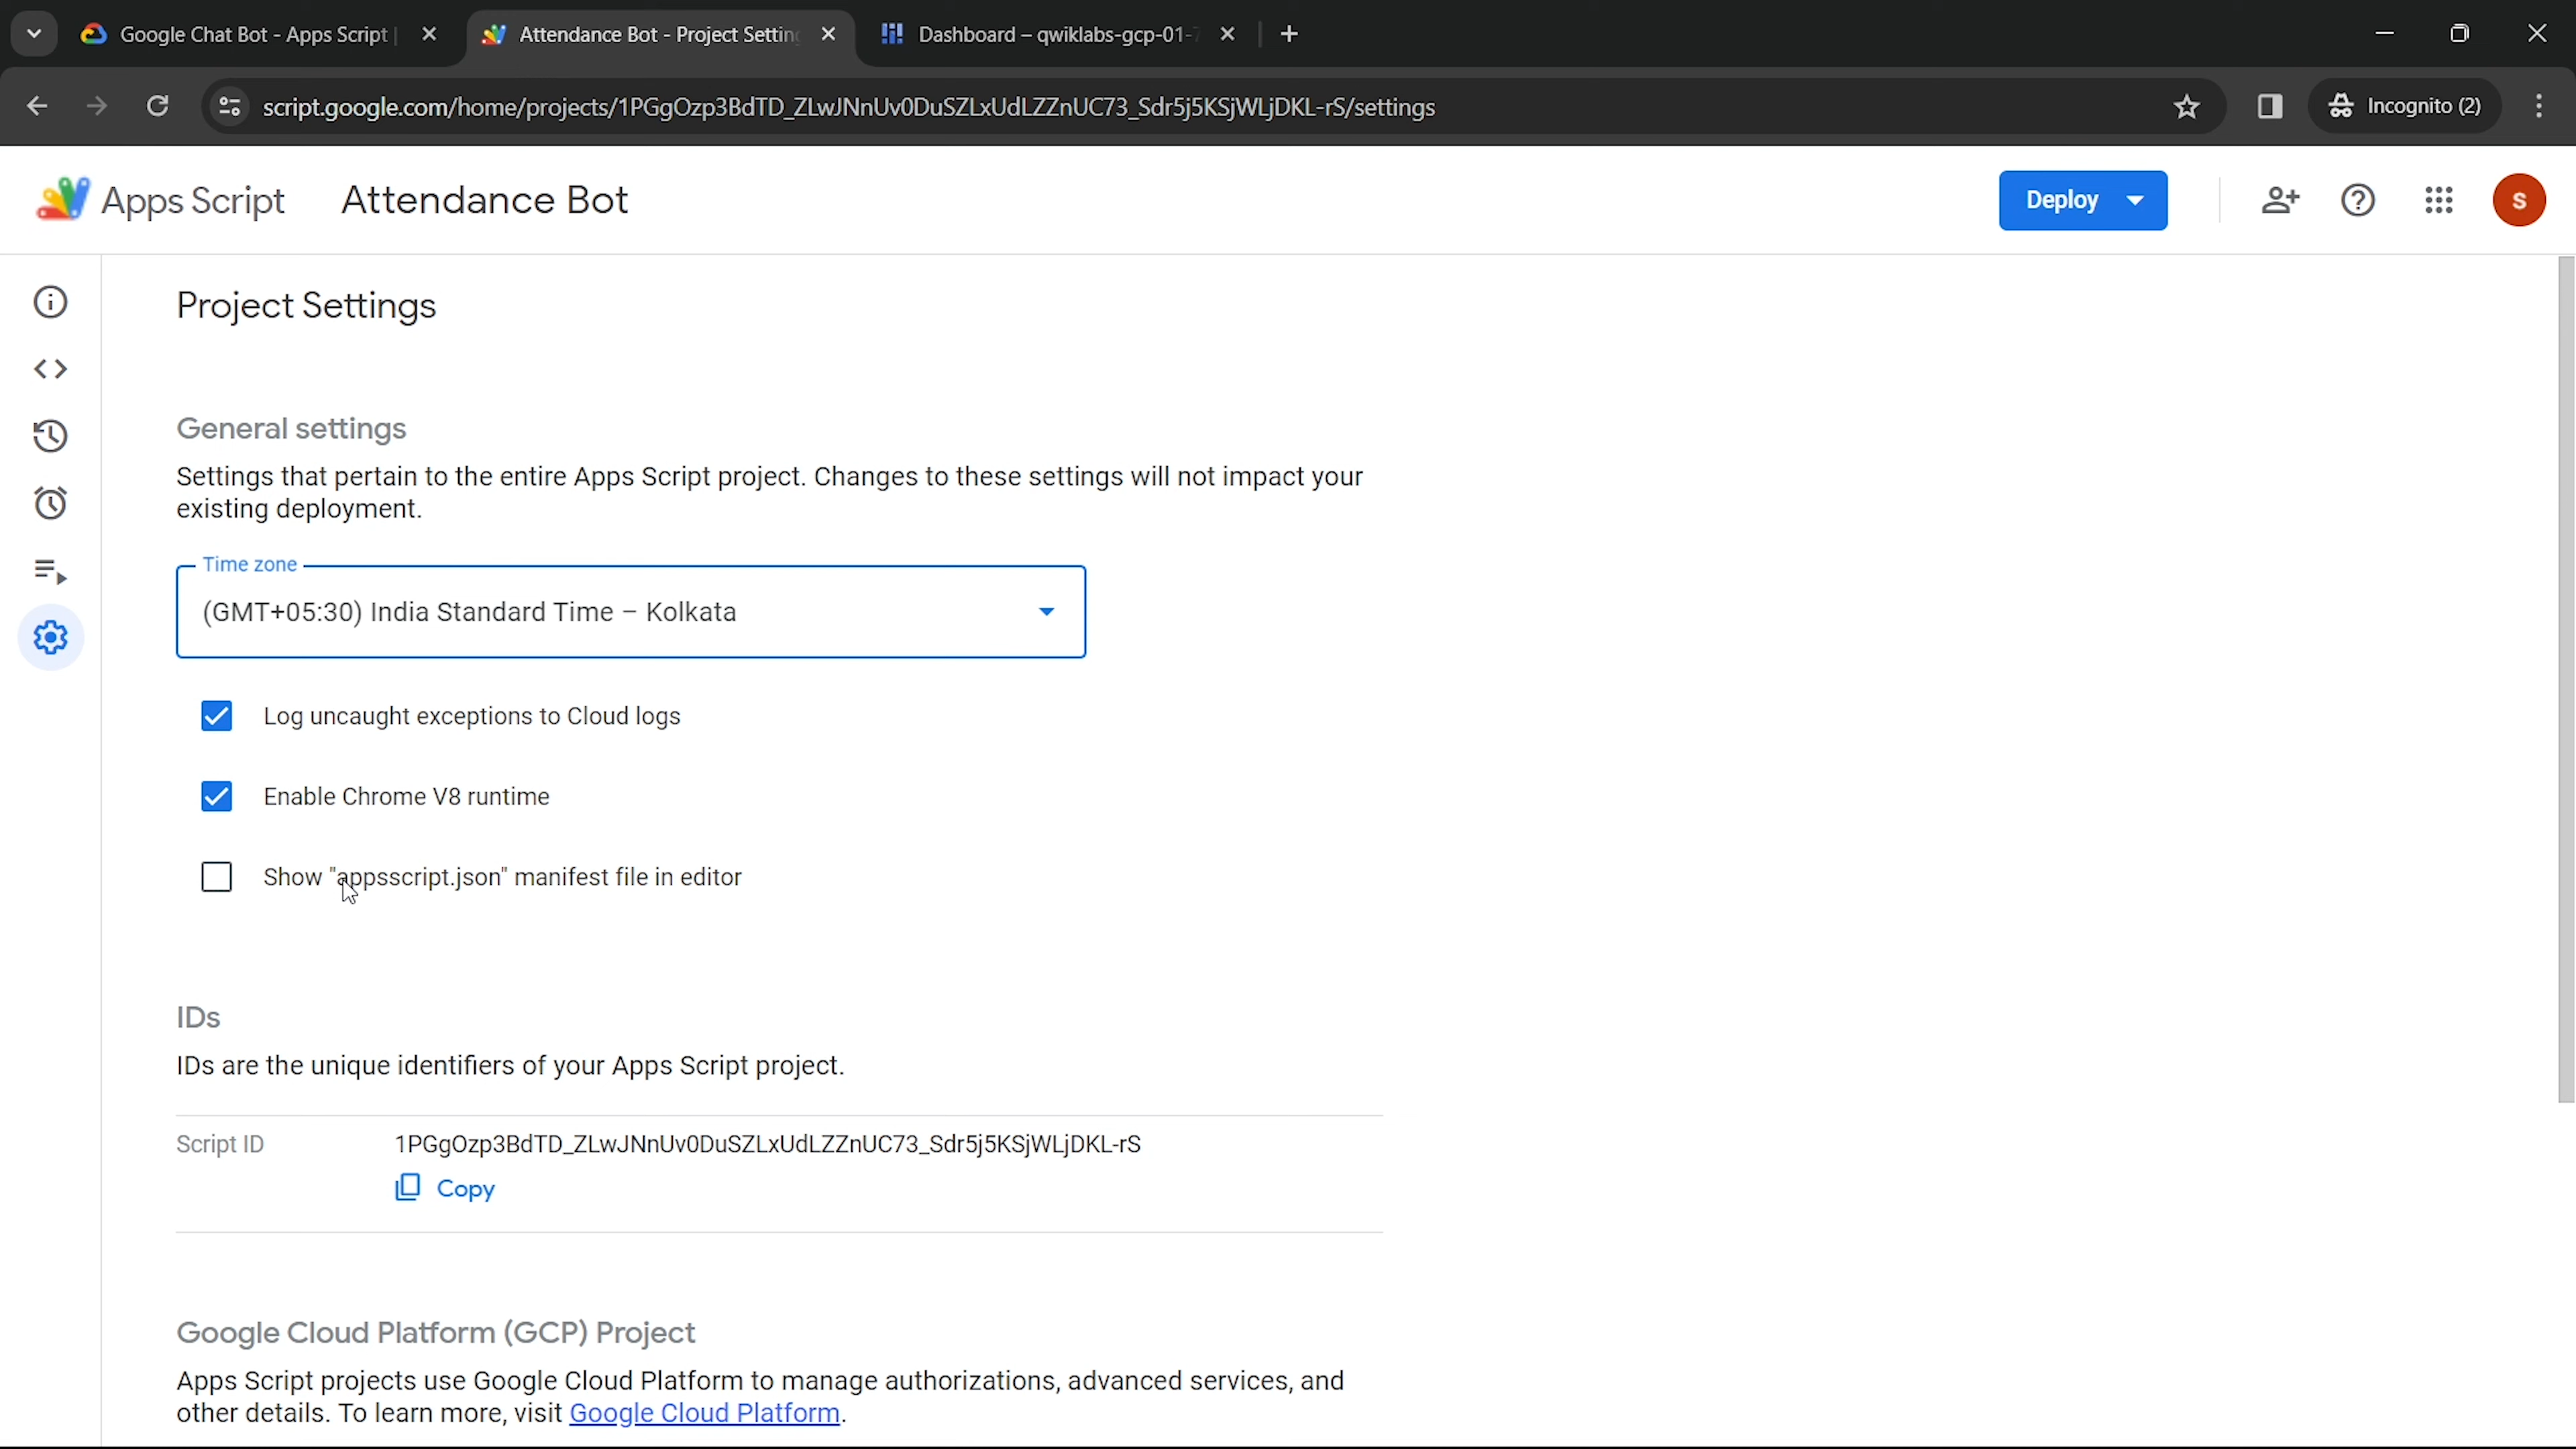 Google Chat Bot - Apps Script |
Attendance Bot - Project Settin
Dashboard – qwiklabs-gcp-01-7
script.google.com/home/projects/1PGgOzp3BdTD_ZLwJNnUv0DuSZLxUdLZZnUC73_Sdr5j5KSjWLjDKL-rS/settings
Incognito (2)
Apps Script
Attendance Bot
Deploy
S
Project Settings
General settings
Settings that pertain to the entire Apps Script project. Changes to these settings will not impact your
existing deployment.
Time zone
(GMT+05:30) India Standard Time – Kolkata
Log uncaught exceptions to Cloud logs
Enable Chrome V8 runtime
Show "appsscript.json" manifest file in editor
IDs
IDs are the unique identifiers of your Apps Script project.
Script ID
1PGgOzp3BdTD_ZLwJNnUv0DuSZLxUdLZZnUC73_Sdr5j5KSjWLjDKL-rS
Copy
Google Cloud Platform (GCP) Project
Apps Script projects use Google Cloud Platform to manage authorizations, advanced services, and
other details. To learn more, visit Google Cloud Platform.